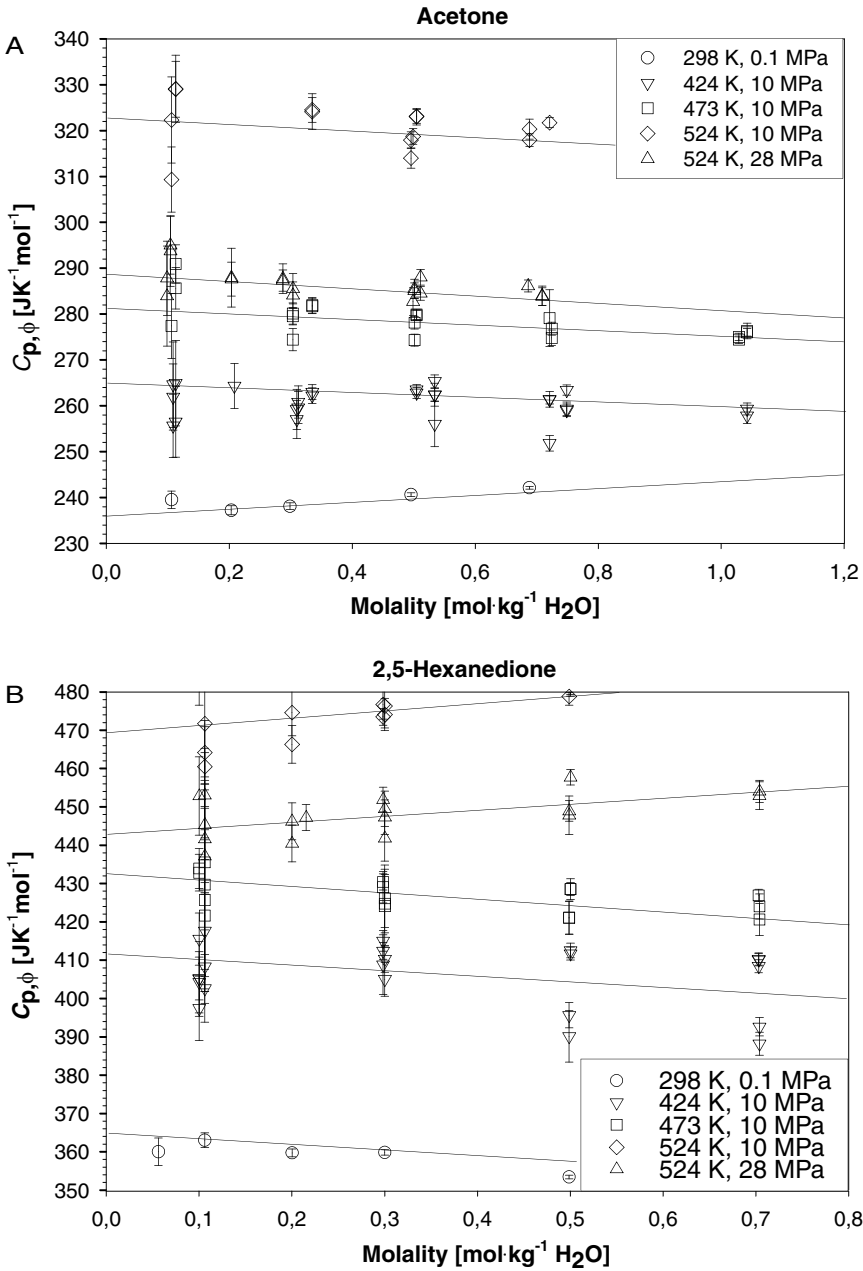 Acetone
A
340
330
320
310
300
290
280
270
260
250
240
230
298 K, 0.1 MPa
424 K, 10 MPa
473 K, 10 MPa
524 K, 10 MPa
524 K, 28 MPa
Cp,ϕ [JK-1mol-1]
0,0 0,2 0,4 0,6 0,8 1,0 1,2
Molality [mol·kg-1 H2O]
2,5-Hexanedione
B
480
470
460
450
440
430
420
410
400
390
380
370
360
350
Cp,ϕ [JK-1mol-1]
298 K, 0.1 MPa
424 K, 10 MPa
473 K, 10 MPa
524 K, 10 MPa
524 K, 28 MPa
0,0 0,1 0,2 0,3 0,4 0,5 0,6 0,7 0,8
Molality [mol·kg-1 H2O]